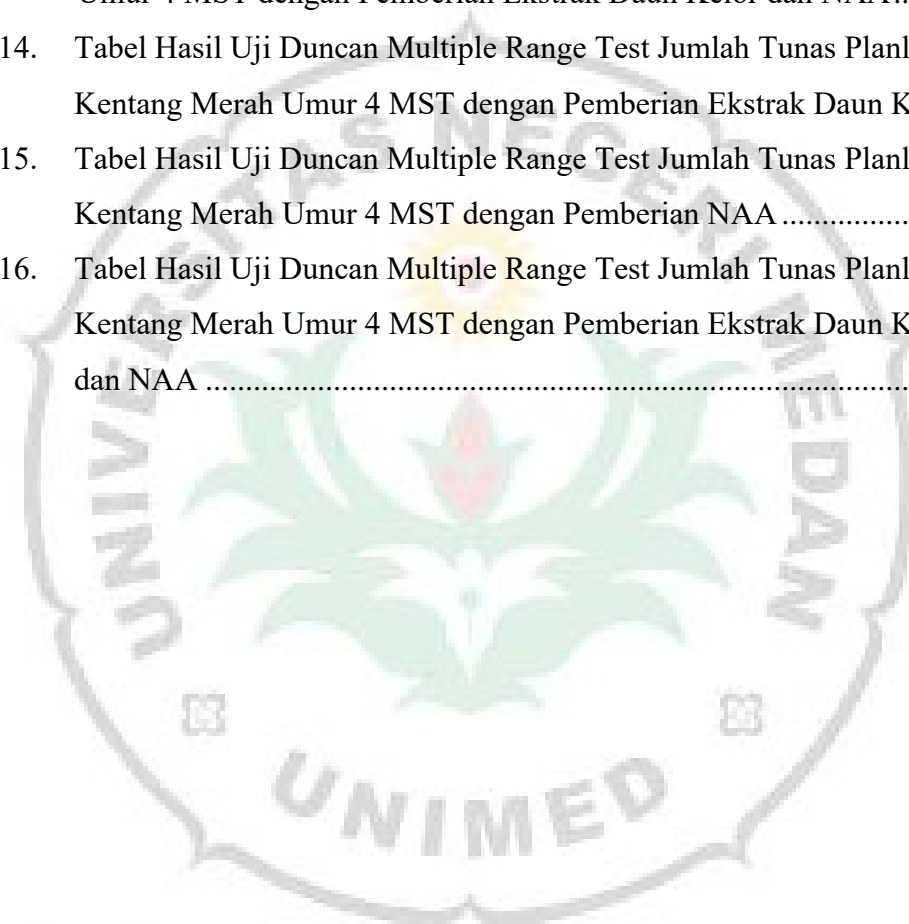 Umur 4 MST dengan Pemberian Ekstrak Daun Kelor dan NAA..
14. Tabel Hasil Uji Duncan Multiple Range Test Jumlah Tunas Planl
Kentang Merah Umur 4 MST dengan Pemberian Ekstrak Daun K
15. Tabel Hasil Uji Duncan Multiple Range Test Jumlah Tunas Planl
Kentang Merah Umur 4 MST dengan Pemberian NAA ................
16. Tabel Hasil Uji Duncan Multiple Range Test Jumlah Tunas Planl
Kentang Merah Umur 4 MST dengan Pemberian Ekstrak Daun K
dan NAA ........................................................................................
UNIVERSITAS NEGERI MEDAN
UNIMED